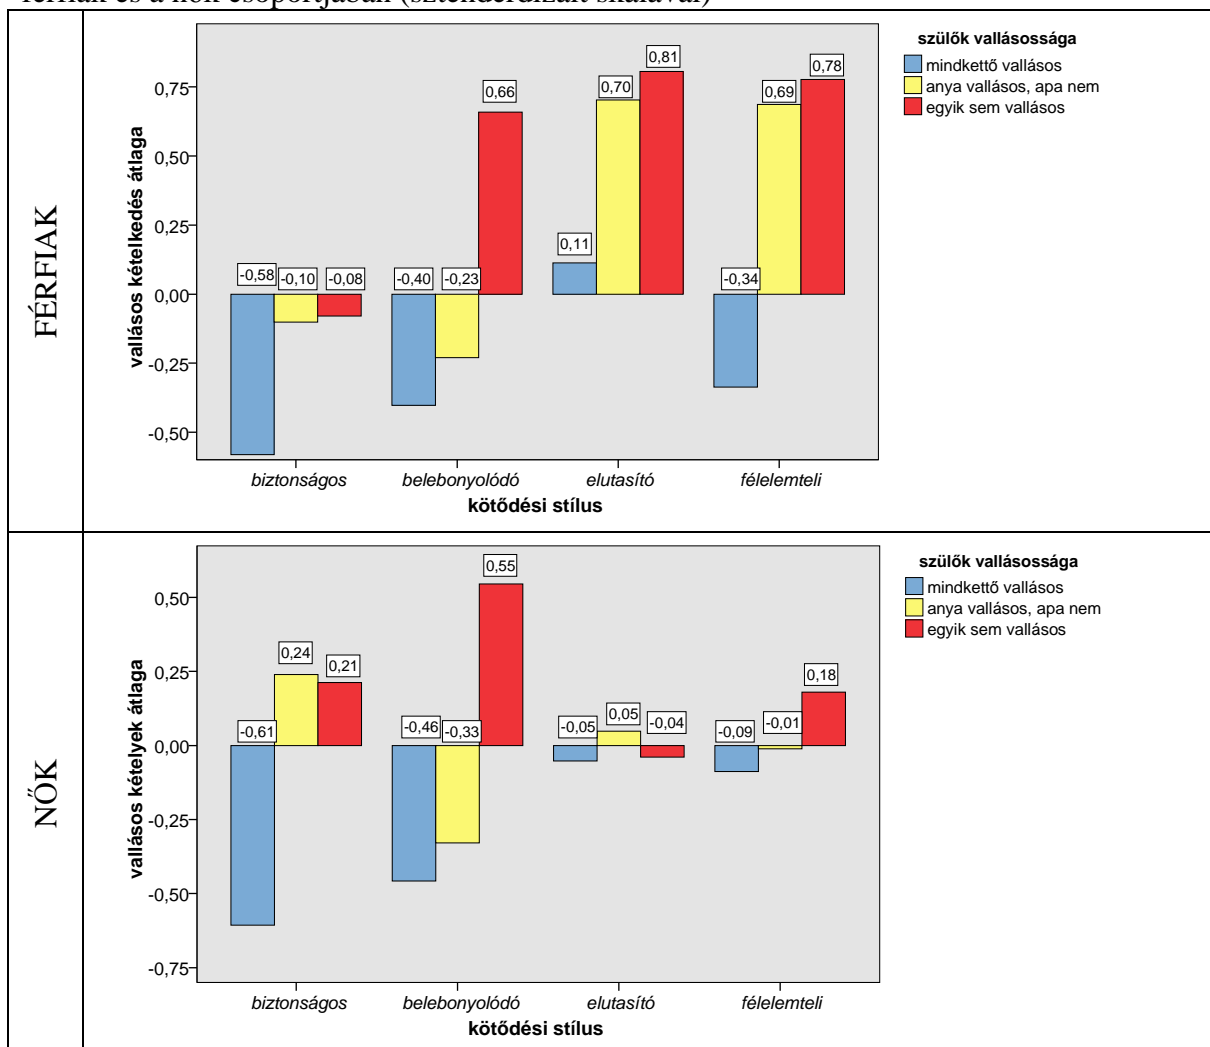 férfiak és a nők csoportjában (sztenderdizált skálával)
FÉRFIAK
vallásos kételkedés átlaga
0,75
0,50
0,25
0,00
-0,25
-0,50
-0,58 -0,10 -0,08
-0,40 -0,23 0,66
0,11 0,70 0,81
-0,34 0,69 0,78
biztonságos belebonyolódó elutasító félelemteli
kötődési stílus
szülők vallásossága
mindkettő vallásos
anya vallásos, apa nem
egyik sem vallásos
NŐK
vallásos kételyek átlaga
0,50
0,25
0,00
-0,25
-0,50
-0,75
-0,61 0,24 0,21
-0,46 -0,33 0,55
-0,05 0,05 -0,04
-0,09 -0,01 0,18
biztonságos belebonyolódó elutasító félelemteli
kötődési stílus
szülők vallásossága
mindkettő vallásos
anya vallásos, apa nem
egyik sem vallásos